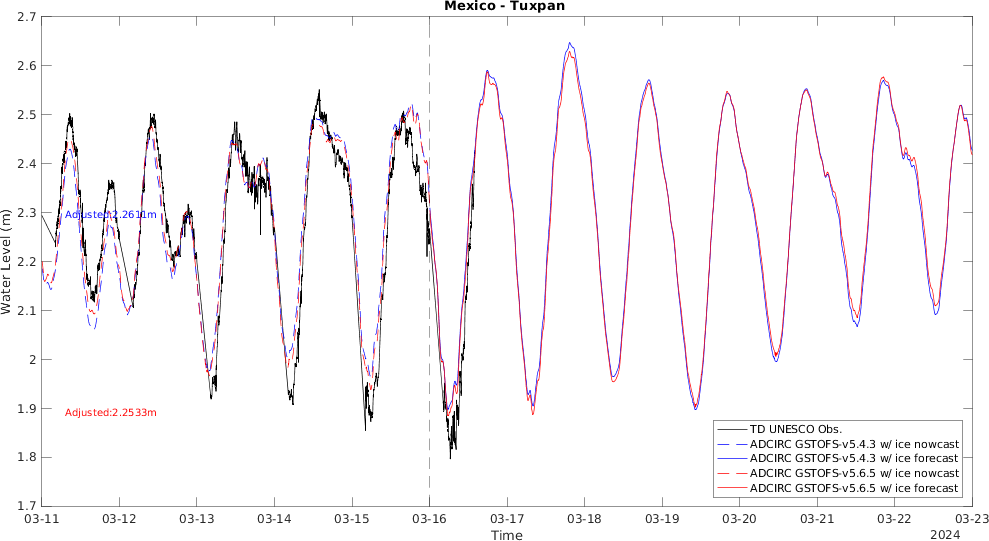 Mexico - Tuxpan
2.7
2.6
2.5
2.4
2.3
2.2
2.1
2
1.9
1.8
1.7
Water Level (m)
Adjusted:2.2611m
Adjusted:2.2533m
TD UNESCO Obs.
ADCIRC GSTOFS-v5.4.3 w/ ice nowcast
ADCIRC GSTOFS-v5.4.3 w/ ice forecast
ADCIRC GSTOFS-v5.6.5 w/ ice nowcast
ADCIRC GSTOFS-v5.6.5 w/ ice forecast
03-11 03-12 03-13 03-14 03-15 03-16 03-17 03-18 03-19 03-20 03-21 03-22 03-23
Time
2024